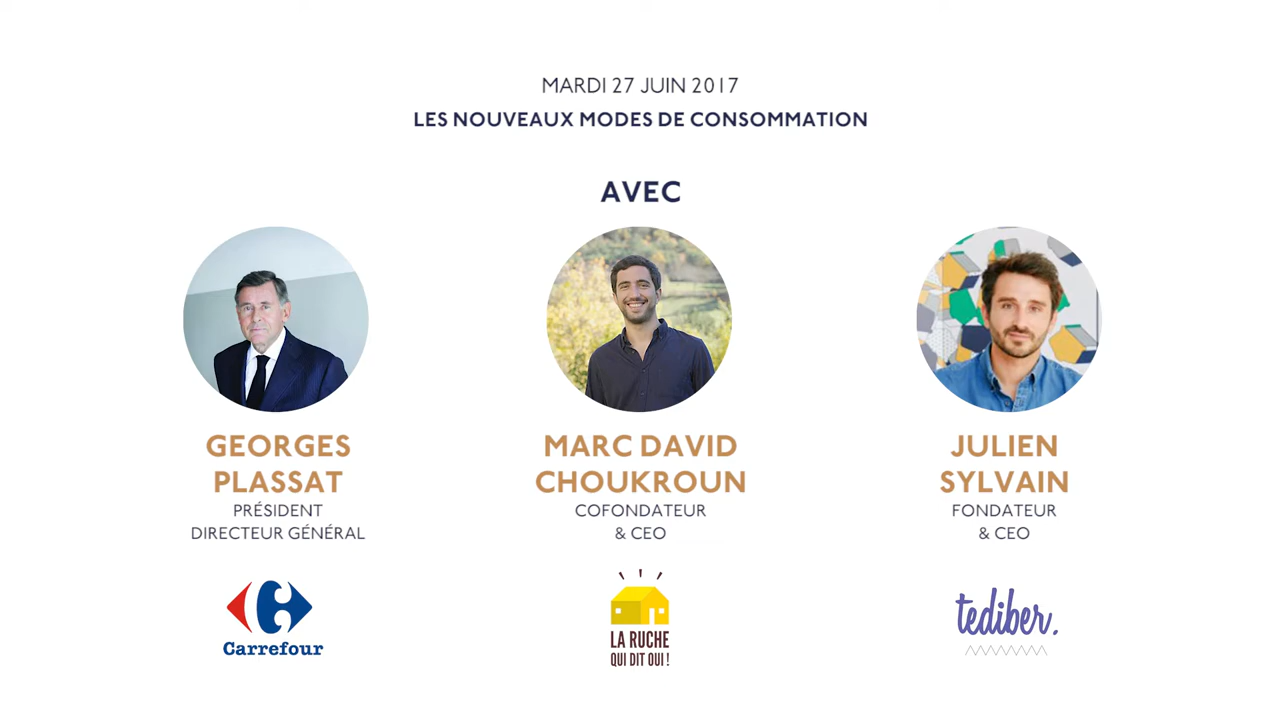 MARDI 27 JUIN 2017
LES NOUVEAUX MODES DE CONSOMMATION
AVEC
GEORGES
PLASSAT
PRÉSIDENT
DIRECTEUR GÉNÉRAL
Carrefour
MARC DAVID
CHOUKROUN
COFONDATEUR
& CEO
LA RUCHE
QUI DIT OUI !
JULIEN
SYLVAIN
FONDATEUR
& CEO
tediber.